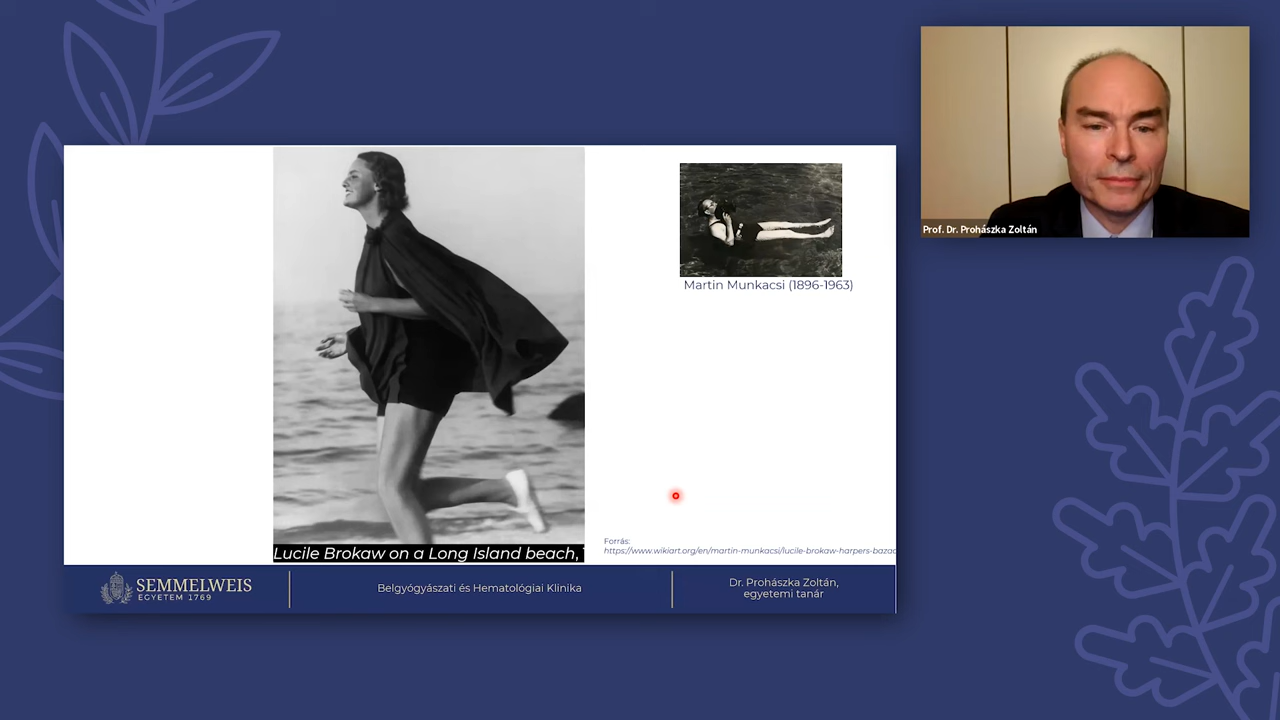 Prof. Dr. Prohászka Zoltán
Martin Munkacsi (1896-1963)
Lucile Brokaw on a Long Island beach,
Forrás:
https://www.wikiart.org/en/martin-munkacsi/lucile-brokaw-harpers-bazaa
SEMMELWEIS
EGYETEM 1769
Belgyógyászati és Hematológiai Klinika
Dr. Prohászka Zoltán,
egyetemi tanár